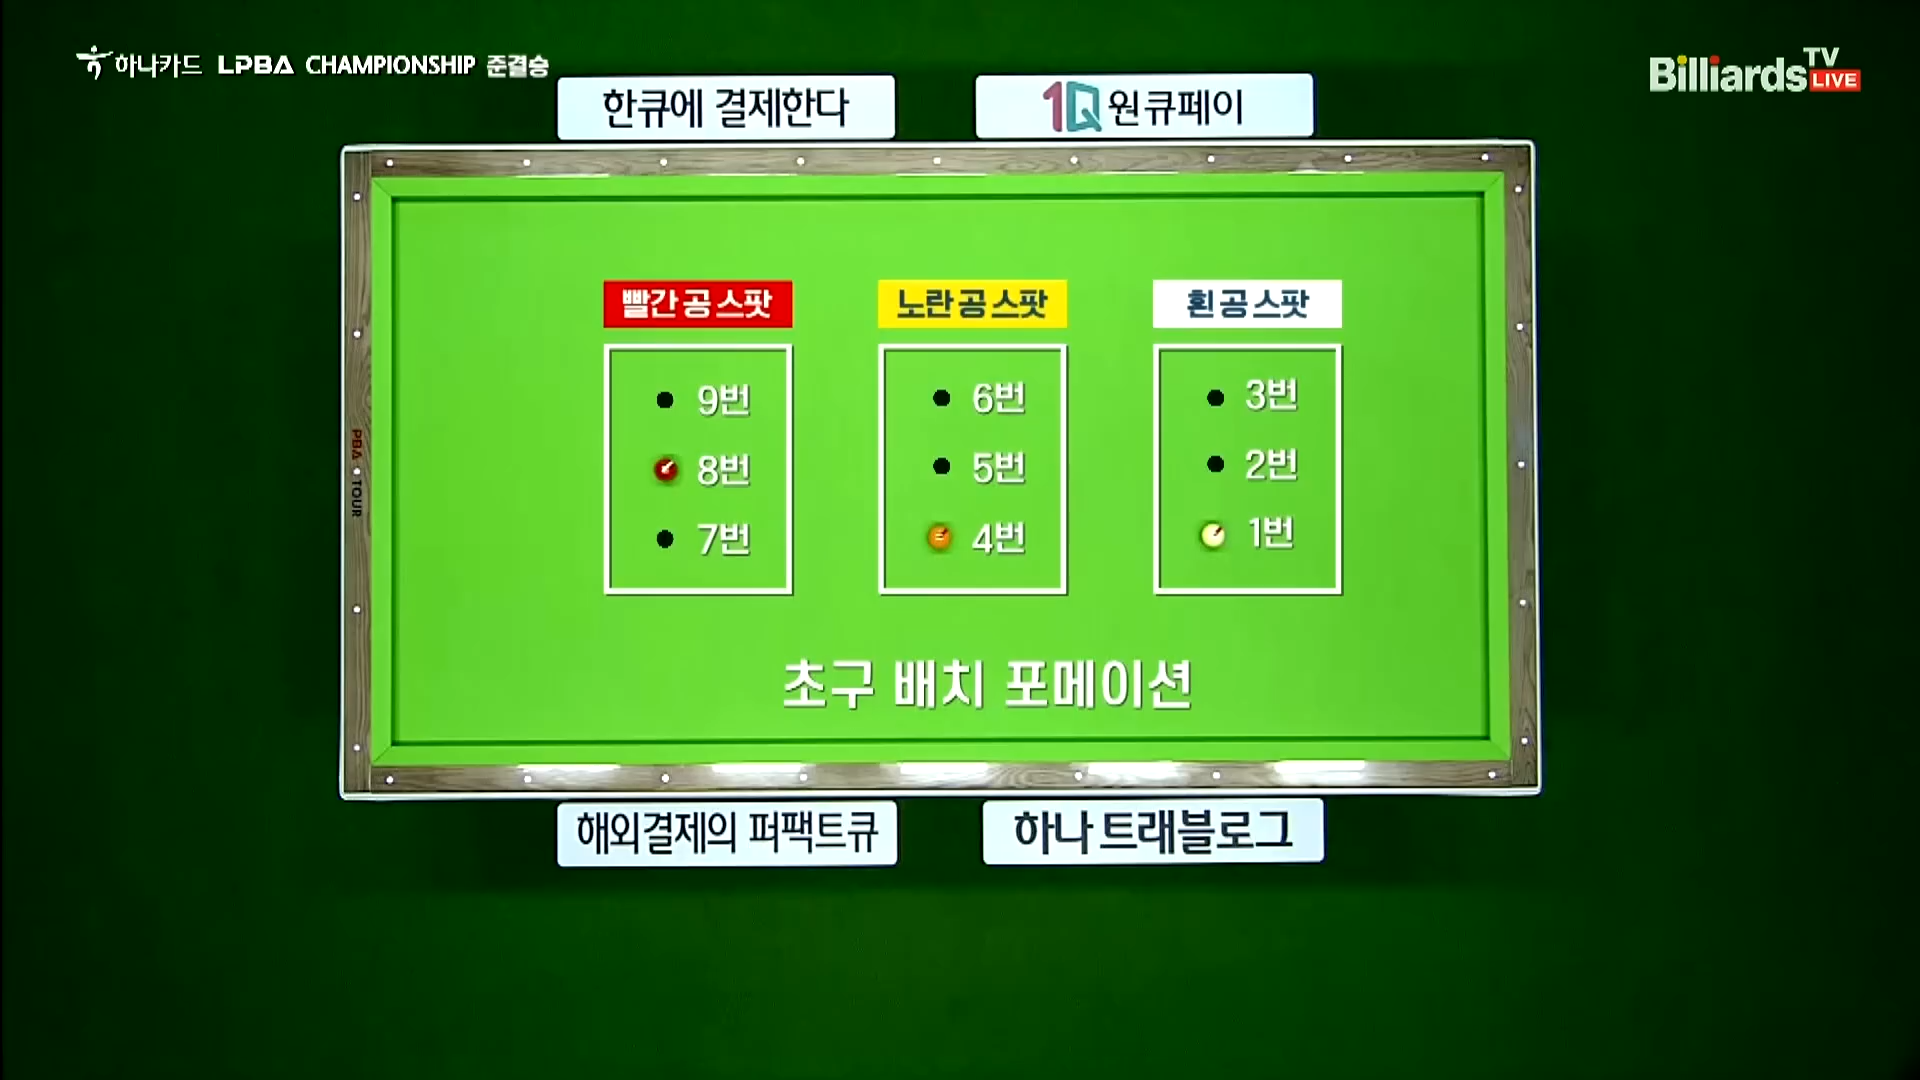 하나카드 LPBA CHAMPIONSHIP 준결승
BilliardsTV LIVE
한큐에 결제한다
1Q 원큐페이
빨간 공 스팟
노란 공 스팟
흰 공 스팟
9번
6번
3번
8번
5번
2번
7번
4번
1번
PBA TOUR
초구 배치 포메이션
해외결제의 퍼팩트큐
하나 트래블로그